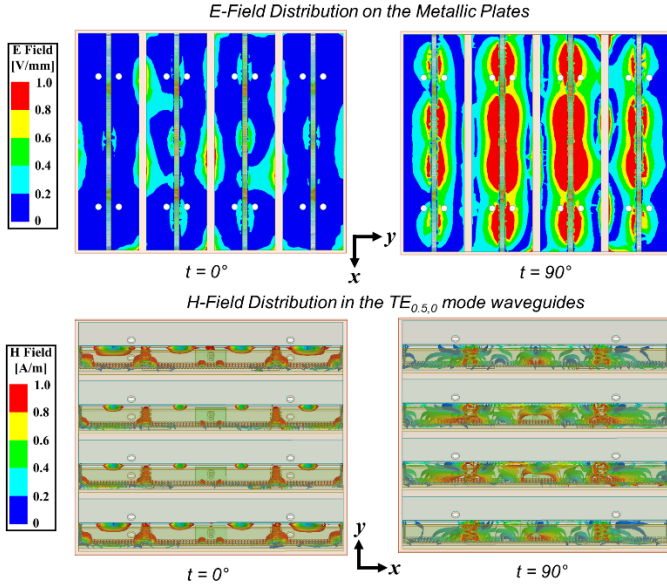 E-Field Distribution on the Metallic Plates
E Field
[V/mm]
1.0
0.8
0.6
0.4
0.2
0
y
x
t = 0°
t = 90°
H-Field Distribution in the TE0.5,0 mode waveguides
H Field
[A/m]
1.0
0.8
0.6
0.4
0.2
0
y
x
t = 0°
t = 90°